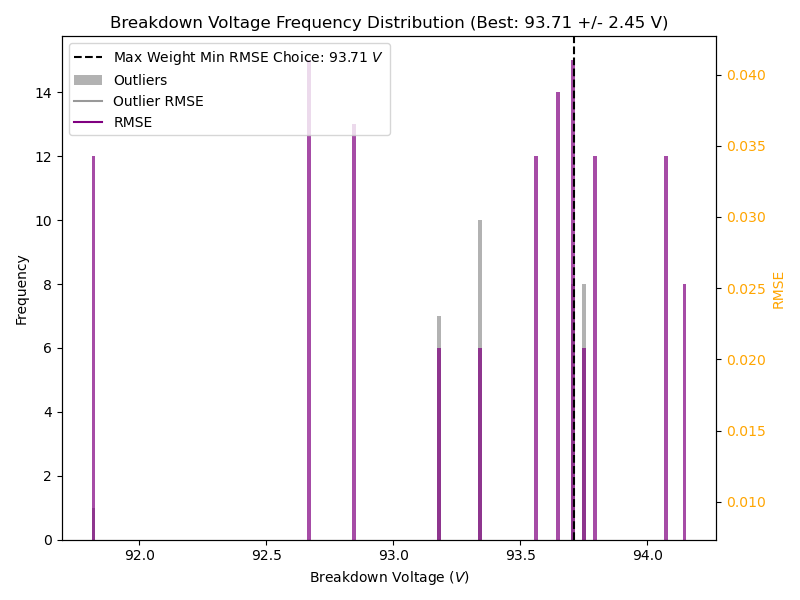 Breakdown Voltage Frequency Distribution (Best: 93.71 +/- 2.45 V)
Max Weight Min RMSE Choice: 93.71 V
Outliers
Outlier RMSE
RMSE
14
12
10
8
6
4
2
0
Frequency
0.040
0.035
0.030
0.025
0.020
0.015
0.010
RMSE
92.0 92.5 93.0 93.5 94.0
Breakdown Voltage (V)